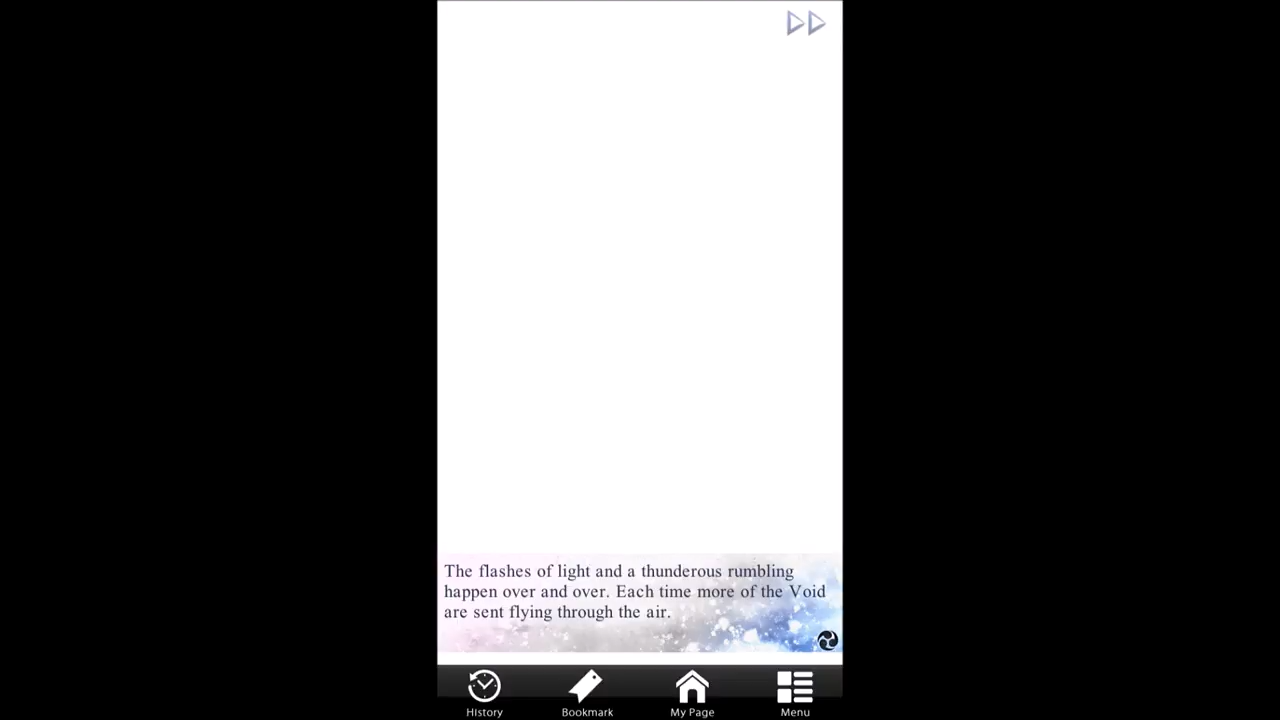 The flashes of light and a thunderous rumbling
happen over and over. Each time more of the Void
are sent flying through the air.
History
Bookmark
My Page
Menu